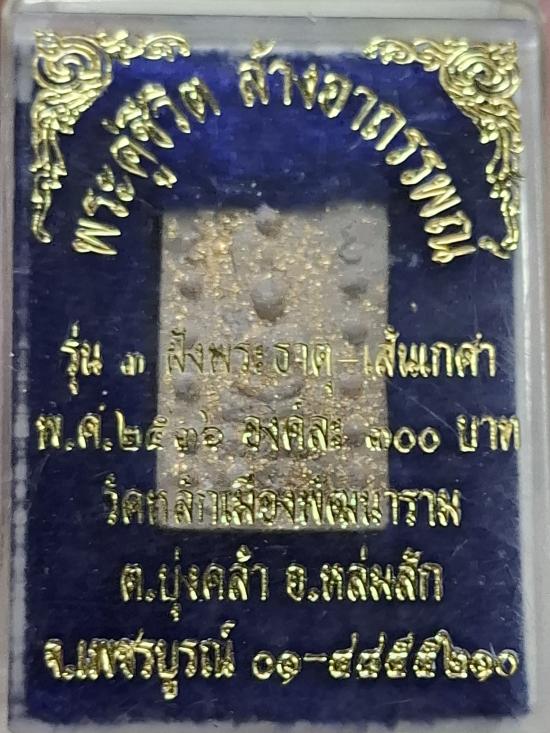 พระคู่ชีวิต ล้างอาถรรพณ์
รุ่น ๓ ฝังพระธาตุ-เส้นเกศา
พ.ศ.๒๕๓๖ องค์ละ ๓๐๐ บาท
วัดหลักเมืองพัฒนาราม
ต.บุ่งคล้า อ.หล่มสัก
จ.เพชรบูรณ์ ๐๑-๔๔๕๕๒๑๐